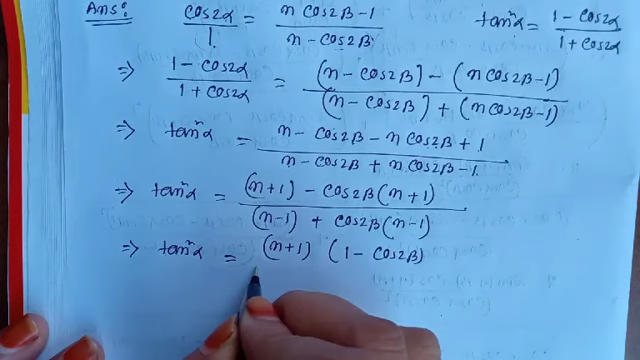 Ans: cos2α/1 = n cos2β-1/n-cos2β tan²α = 1-cos2α/1+cos2α
⇒ 1-cos2α/1+cos2α = (n-cos2β)-(n cos2β-1)/(n-cos2β)+(n cos2β-1)
⇒ tan²α = n-cos2β-n cos2β+1/n-cos2β+n cos2β-1
⇒ tan²α = (n+1)-cos2β(n+1)/(n-1)+cos2β(n-1)
⇒ tan²α = (n+1) (1-cos2β)